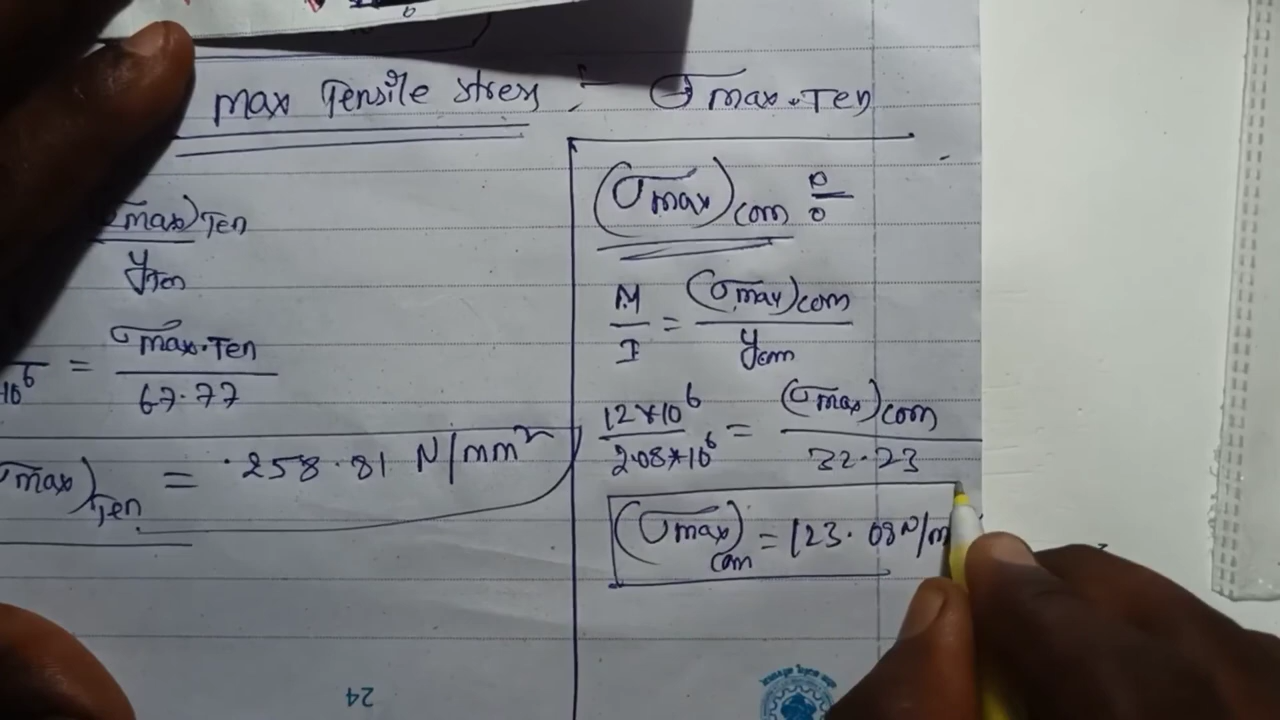 max Tensile stress :- σmax.Ten
σmax)Ten
yTen
10^6 = σmax.Ten
67.77
σmax)Ten = 258.81 N/mm²
(σmax)com
M/I = (σmax)com / ycom
12*10^6 / 2.08*10^6 = (σmax)com / 32.23
(σmax)com = 123.08 N/m
24